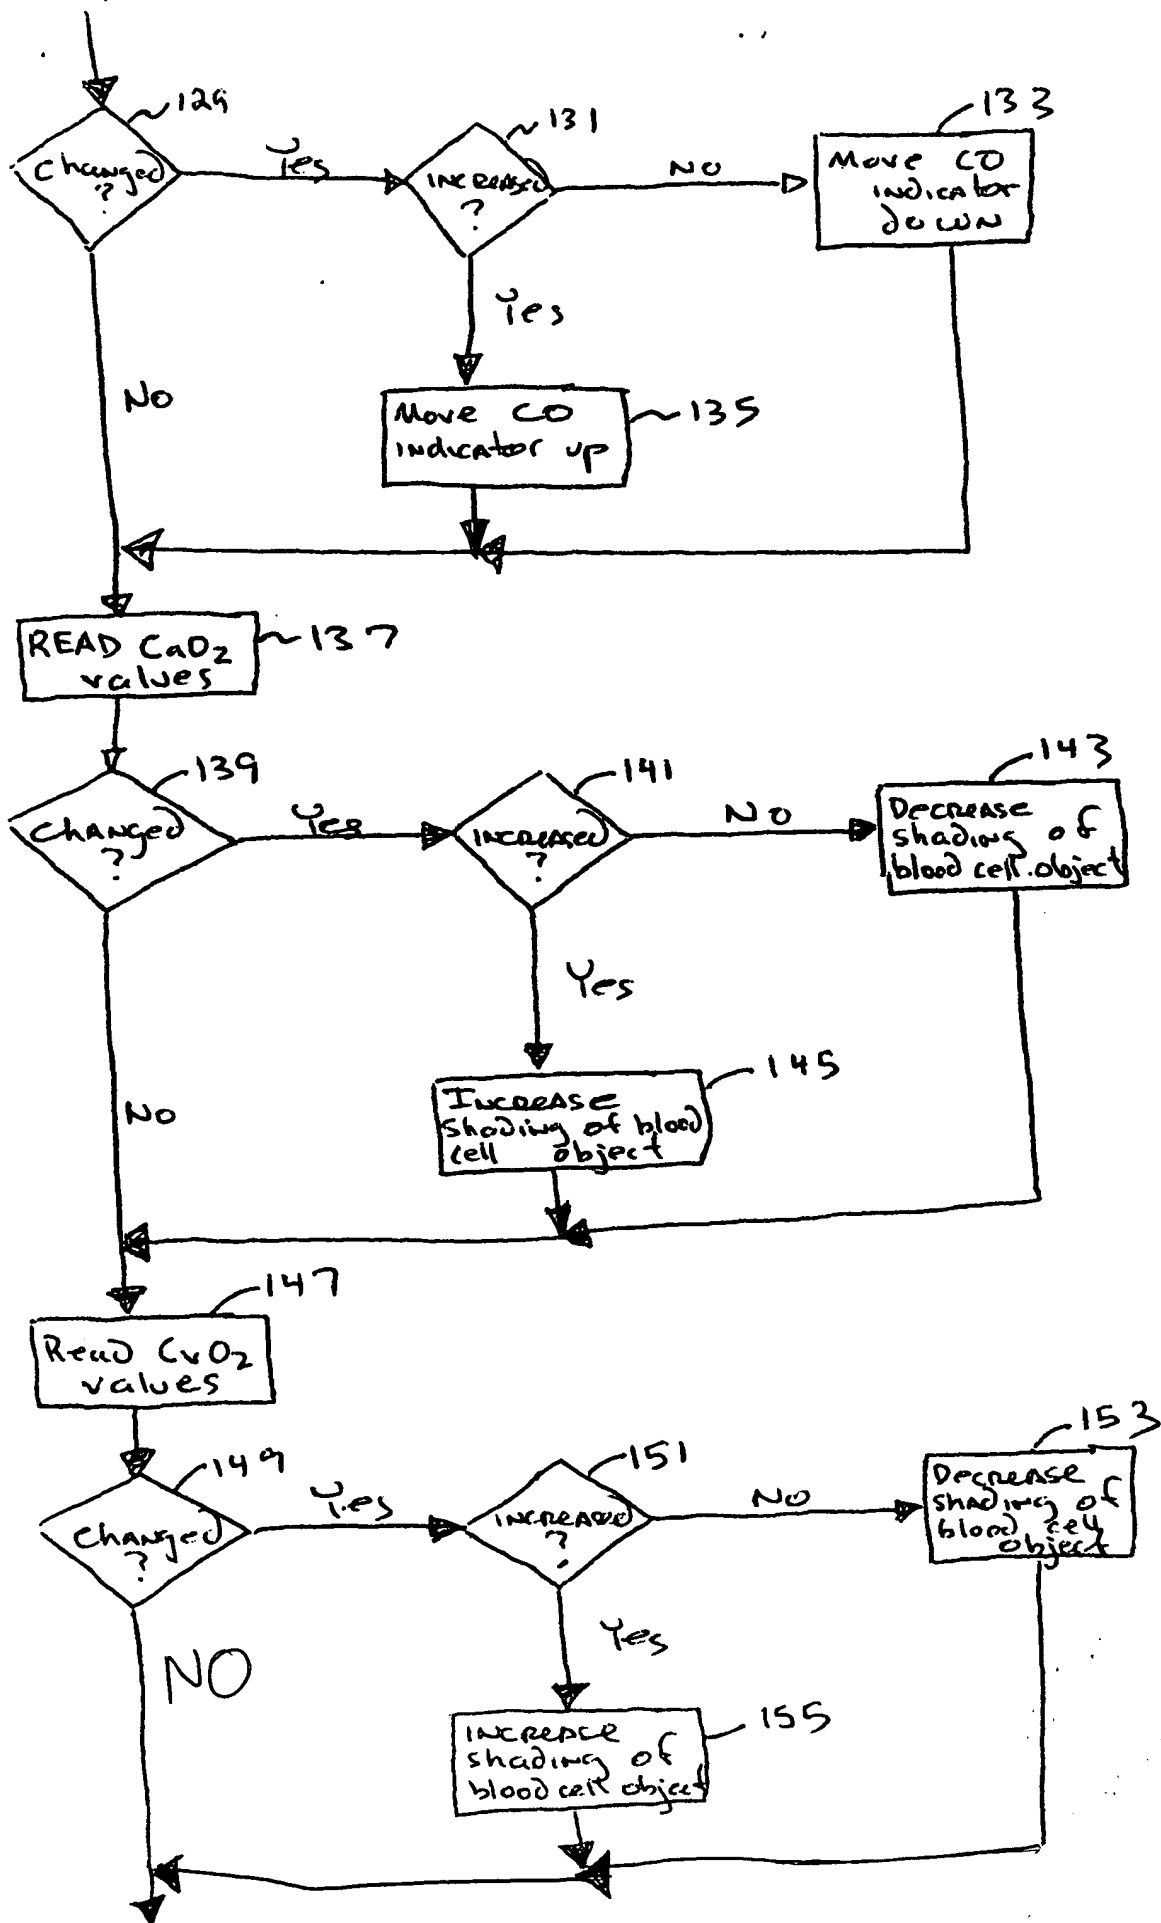 129
131
133
Changed
?
Yes
INCREASED
?
NO
Move CO
INDICATOR
DOWN
Yes
NO
Move CO
INDICATOR UP
135
READ CaO2
values
137
139
141
143
CHANGED
?
Yes
INCREASED
?
NO
DECREASE
shading of
blood cell object
Yes
145
NO
INCREASE
shading of blood
cell object
147
Read CvO2
values
149
151
153
CHANGED
?
Yes
INCREASED
?
NO
DECREASE
shading of
blood cell
object
NO
Yes
155
INCREASE
shading of
blood cell object